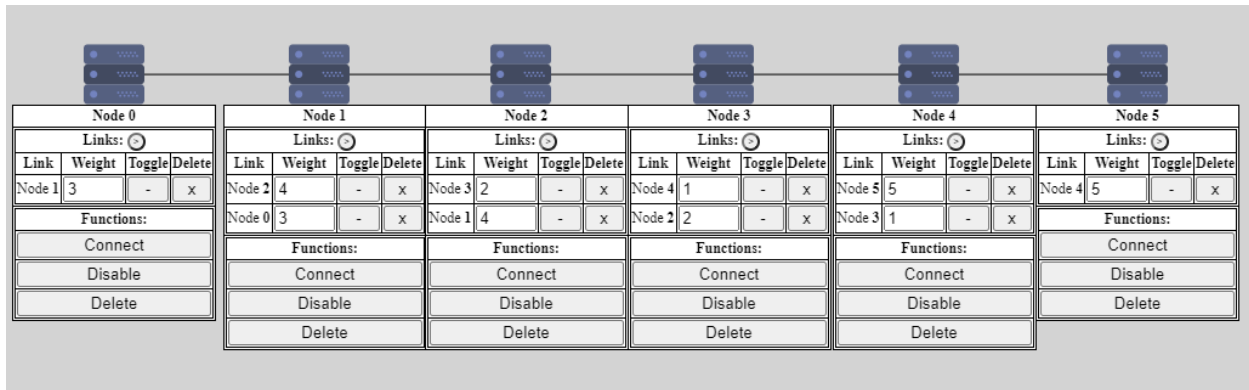 Node 0 Node 1 Node 2 Node 3 Node 4 Node 5
Links: > Links: > Links: > Links: > Links: > Links: >
Link Weight Toggle Delete Link Weight Toggle Delete Link Weight Toggle Delete Link Weight Toggle Delete Link Weight Toggle Delete Link Weight Toggle Delete
Node 1 3 - x Node 2 4 - x Node 3 2 - x Node 4 1 - x Node 5 5 - x Node 4 5 - x
Functions: Node 0 3 - x Node 1 4 - x Node 2 2 - x Node 3 1 - x Functions:
Connect Functions: Functions: Functions: Functions: Connect
Disable Connect Connect Connect Connect Disable
Delete Disable Disable Disable Disable Delete
Delete Delete Delete Delete